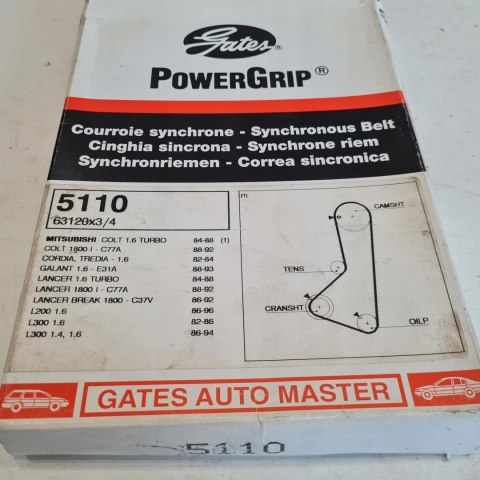 Gates®
POWERGRIP®
Courroie synchrone - Synchronous Belt
Cinghia sincrona - Synchrone riem
Synchronriemen - Correa sincronica
5110
63120x3/4
MITSUBISHI COLT 1.6 TURBO 84-88 (1)
COLT 1800 I - C77A 88-92
CORDIA, TREDIA - 1.6 82-84
GALANT 1.6 - E31A 88-93
LANCER 1.6 TURBO 84-88
LANCER 1800 I - C77A 88-92
LANCER BREAK 1800 - C37V 86-92
L200 1.6 86-96
L300 1.6 82-86
L300 1.4, 1.6 86-94
(1)
CAMSHT
TENS
CRANSHT
OILP
GATES AUTO MASTER
5110